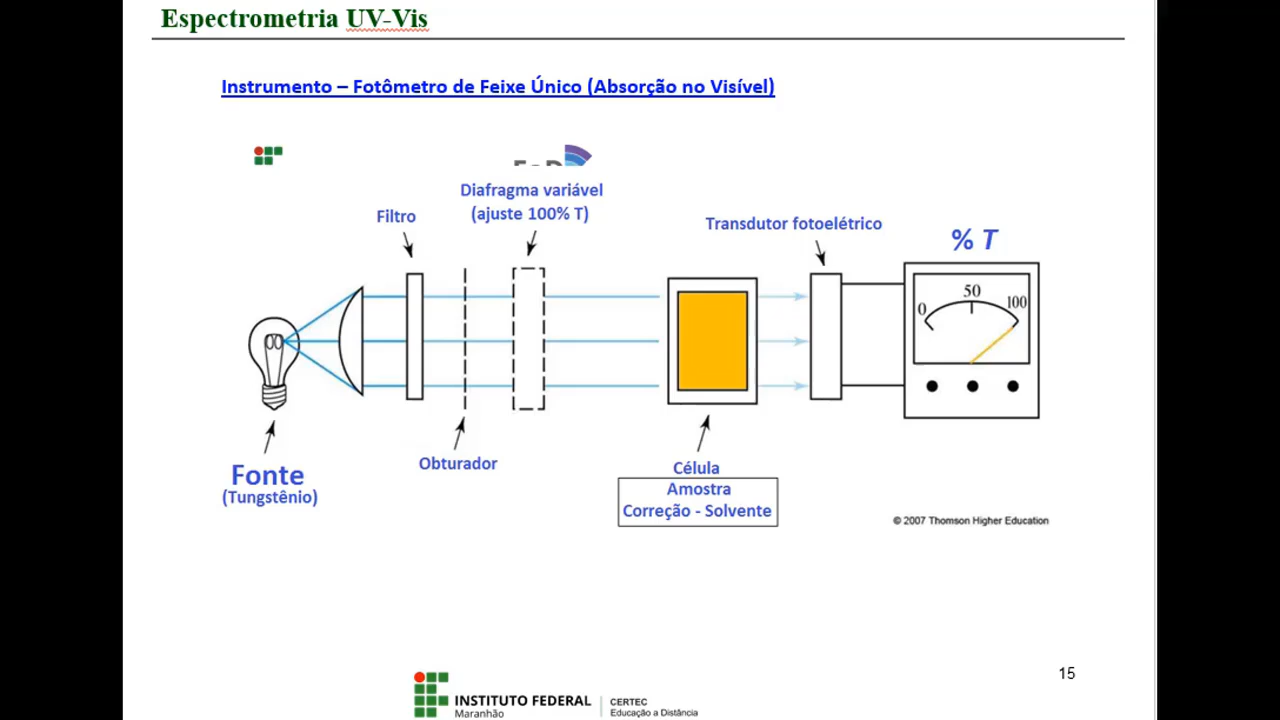 Espectrometria UV-Vis
Instrumento – Fotômetro de Feixe Único (Absorção no Visível)
Diafragma variável
(ajuste 100% T)
Filtro
Transdutor fotoelétrico
% T
0
50
100
Obturador
Fonte
(Tungstênio)
Célula
Amostra
Correção - Solvente
© 2007 Thomson Higher Education
15
INSTITUTO FEDERAL
Maranhão
CERTEC
Educação a Distância